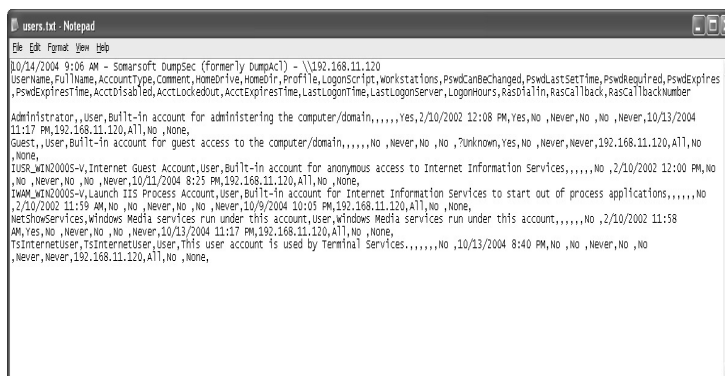 users.txt - Notepad
File Edit Format View Help
10/14/2004 9:06 AM - Somarsoft DumpSec (formerly DumpAcl) - \\192.168.11.120
UserName,FullName,AccountType,Comment,HomeDrive,HomeDir,Profile,LogonScript,Workstations,PswdCanBeChanged,PswdLastSetTime,PswdRequired,PswdExpires
,PswdExpiresTime,AcctDisabled,AcctLockedOut,AcctExpiresTime,LastLogonTime,LastLogonServer,LogonHours,RasDialin,RasCallback,RasCallbackNumber
Administrator,,User,Built-in account for administering the computer/domain,,,,,,Yes,2/10/2002 12:08 PM,Yes,No ,Never,No ,No ,Never,10/13/2004
11:17 PM,192.168.11.120,All,No ,None,
Guest,,User,Built-in account for guest access to the computer/domain,,,,,,No ,Never,No ,No ,?Unknown,Yes,No ,Never,Never,192.168.11.120,All,No
,None,
IUSR_WIN2000S-V,Internet Guest Account,User,Built-in account for anonymous access to Internet Information Services,,,,,,No ,2/10/2002 12:00 PM,No
,No ,Never,No ,No ,Never,10/11/2004 8:25 PM,192.168.11.120,All,No ,None,
IWAM_WIN2000S-V,Launch IIS Process Account,User,Built-in account for Internet Information Services to start out of process applications,,,,,,No
,2/10/2002 11:59 AM,No ,No ,Never,No ,No ,Never,10/9/2004 10:05 PM,192.168.11.120,All,No ,None,
NetShowServices,Windows Media services run under this account,User,Windows Media services run under this account,,,,,,No ,2/10/2002 11:58
AM,Yes,No ,Never,No ,No ,Never,10/13/2004 11:17 PM,192.168.11.120,All,No ,None,
TsInternetUser,TsInternetUser,User,This user account is used by Terminal Services.,,,,,,No ,10/13/2004 8:40 PM,No ,No ,Never,No ,No
,Never,Never,192.168.11.120,All,No ,None,